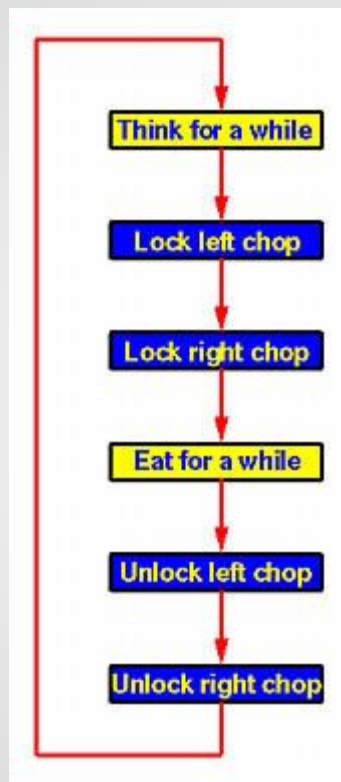 Think for a while
Lock left chop
Lock right chop
Eat for a while
Unlock left chop
Unlock right chop